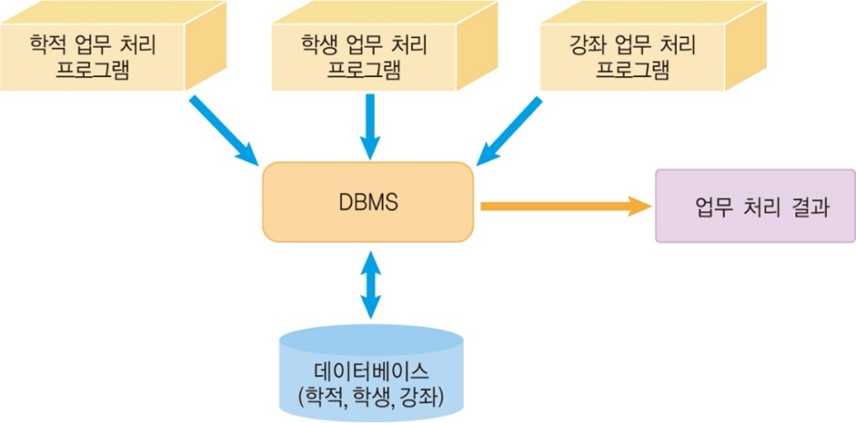 학적 업무 처리
프로그램
학생 업무 처리
프로그램
강좌 업무 처리
프로그램
DBMS
업무 처리 결과
데이터베이스
(학적, 학생, 강좌)